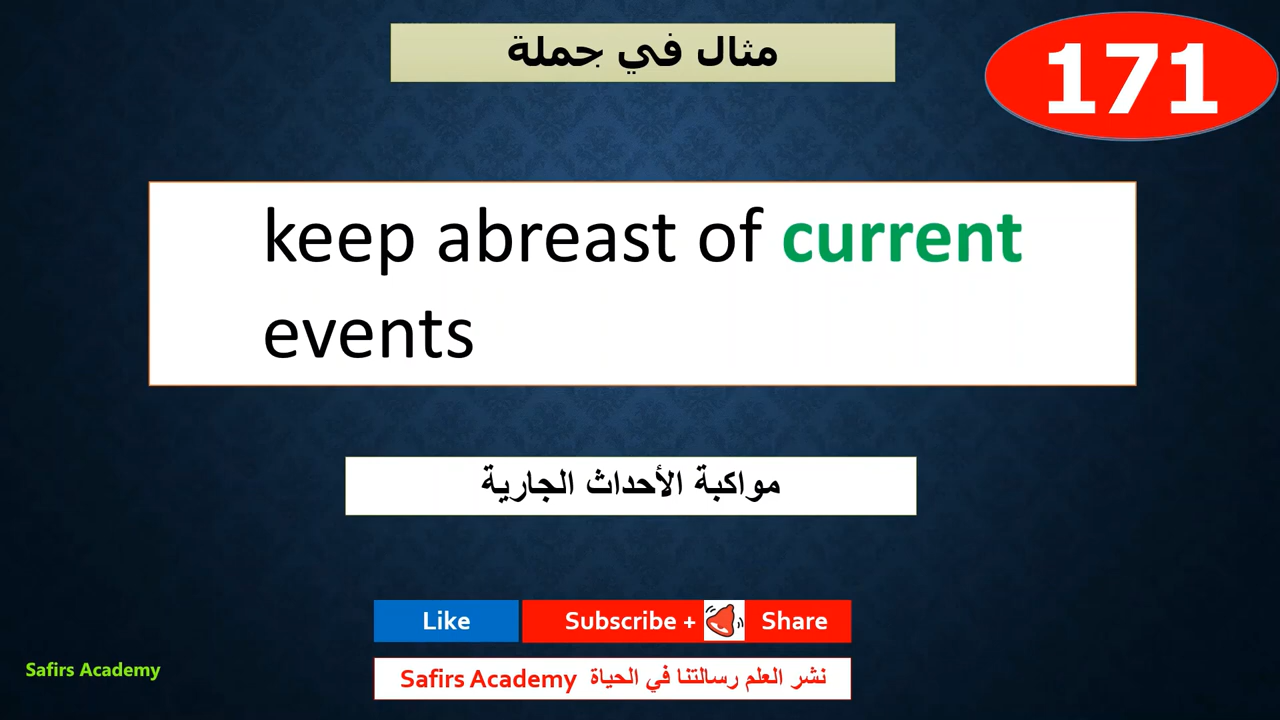 مثال في جملة
171
keep abreast of current
events
مواكبة الأحداث الجارية
Like
Subscribe +
Share
Safirs Academy
نشر العلم رسالتنا في الحياة Safirs Academy